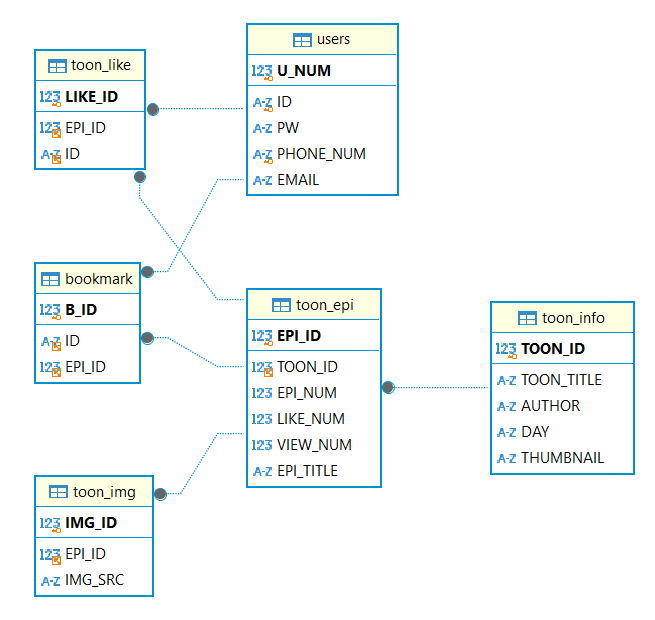 toon_like
123 LIKE_ID
123 EPI_ID
A-Z ID
users
123 U_NUM
A-Z ID
A-Z PW
A-Z PHONE_NUM
A-Z EMAIL
bookmark
123 B_ID
A-Z ID
123 EPI_ID
toon_epi
123 EPI_ID
123 TOON_ID
123 EPI_NUM
123 LIKE_NUM
123 VIEW_NUM
A-Z EPI_TITLE
toon_info
123 TOON_ID
A-Z TOON_TITLE
A-Z AUTHOR
A-Z DAY
A-Z THUMBNAIL
toon_img
123 IMG_ID
123 EPI_ID
A-Z IMG_SRC